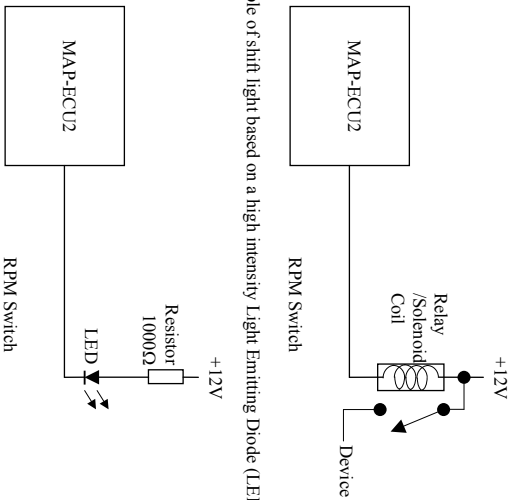 +12V
Relay
/Solenoid
Coil
MAP-ECU2
Device
RPM Switch
ple of shift light based on a high intensity Light Emitting Diode (LED
+12V
Resistor
1000Ω
LED
MAP-ECU2
RPM Switch